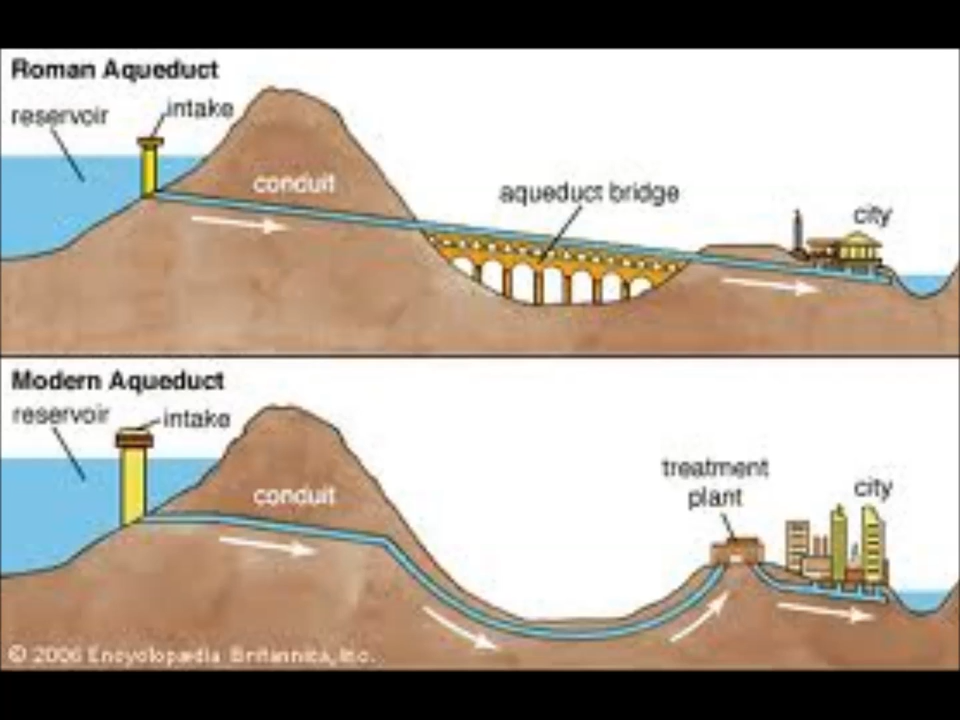 Roman Aqueduct
reservoir
intake
conduit
aqueduct bridge
city
Modern Aqueduct
reservoir
intake
conduit
treatment
plant
city
© 2006 Encyclopædia Britannica, Inc.